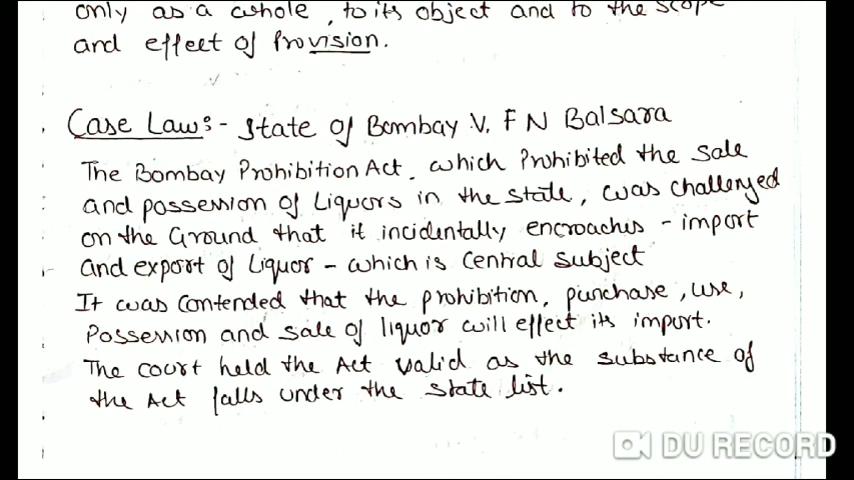 only as a whole, to its object and to the scope
and effect of Provision.
Case Law:- State of Bombay V. F N Balsara
The Bombay Prohibition Act, which Prohibited the sale
and possession of Liquors in the state, was challenged
on the Ground that it incidentally encroaches - import
and export of Liquor - which is Central subject
It was contended that the prohibition, purchase, use,
Possession and sale of liquor will effect its import.
The court held the Act valid as the substance of
the Act falls under the state list.
DU RECORD